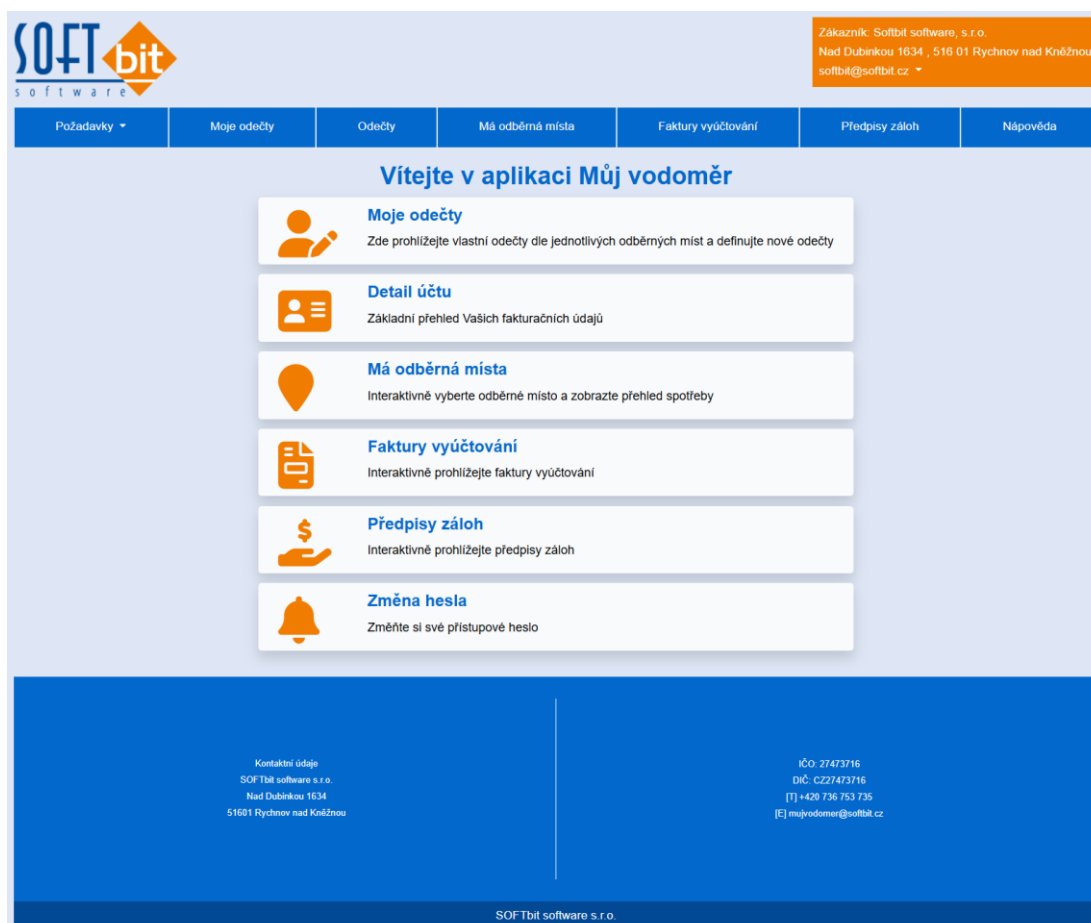 SOFT bit
software
Zákazník: Softbit software, s.r.o.
Nad Dubinkou 1634 , 516 01 Rychnov nad Kněžnou
softbit@softbit.cz
Požadavky
Moje odečty
Odečty
Má odběrná místa
Faktury vyúčtování
Předpisy záloh
Nápověda
Vítejte v aplikaci Můj vodoměr
Moje odečty
Zde prohlížejte vlastní odečty dle jednotlivých odběrných míst a definujte nové odečty
Detail účtu
Základní přehled Vašich fakturačních údajů
Má odběrná místa
Interaktivně vyberte odběrné místo a zobrazte přehled spotřeby
Faktury vyúčtování
Interaktivně prohlížejte faktury vyúčtování
Předpisy záloh
Interaktivně prohlížejte předpisy záloh
Změna hesla
Změňte si své přístupové heslo
Kontaktní údaje
SOFTbit software s.r.o.
Nad Dubinkou 1634
51601 Rychnov nad Kněžnou
IČO: 27473716
DIČ: CZ27473716
[T] +420 736 753 735
[E] mujvodomer@softbit.cz
SOFTbit software s.r.o.